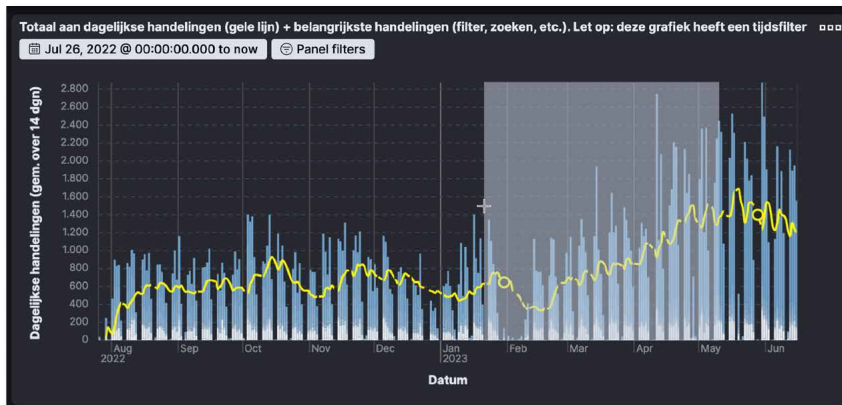 Totaal aan dagelijkse handelingen (gele lijn) + belangrijkste handelingen (filter, zoeken, etc.). Let op: deze grafiek heeft een tijdsfilter
Jul 26, 2022 @ 00:00:00.000 to now
Panel filters
Dagelijkse handelingen (gem. over 14 dgn)
2.800
2.600
2.400
2.200
2.000
1.800
1.600
1.400
1.200
1.000
800
600
400
200
0
Aug Sep Oct Nov Dec Jan Feb Mar Apr May Jun
2022 2023
Datum